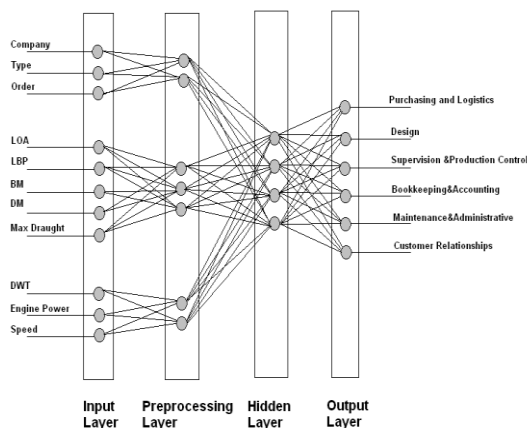 Company
Type
Order
LOA
LBP
BM
DM
Max Draught
DWT
Engine Power
Speed
Purchasing and Logistics
Design
Supervision &Production Control
Bookkeeping&Accounting
Maintenance&Administrative
Customer Relationships
Input
Layer
Preprocessing
Layer
Hidden
Layer
Output
Layer